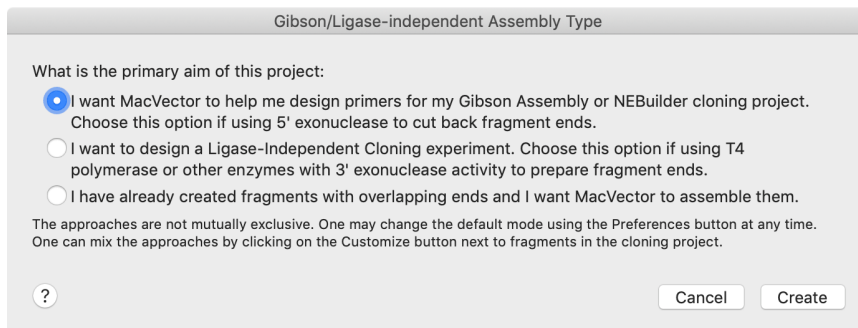 Gibson/Ligase-independent Assembly Type
What is the primary aim of this project:
I want MacVector to help me design primers for my Gibson Assembly or NEBuilder cloning project.
Choose this option if using 5' exonuclease to cut back fragment ends.
I want to design a Ligase-Independent Cloning experiment. Choose this option if using T4
polymerase or other enzymes with 3' exonuclease activity to prepare fragment ends.
I have already created fragments with overlapping ends and I want MacVector to assemble them.
The approaches are not mutually exclusive. One may change the default mode using the Preferences button at any time.
One can mix the approaches by clicking on the Customize button next to fragments in the cloning project.
? Cancel Create